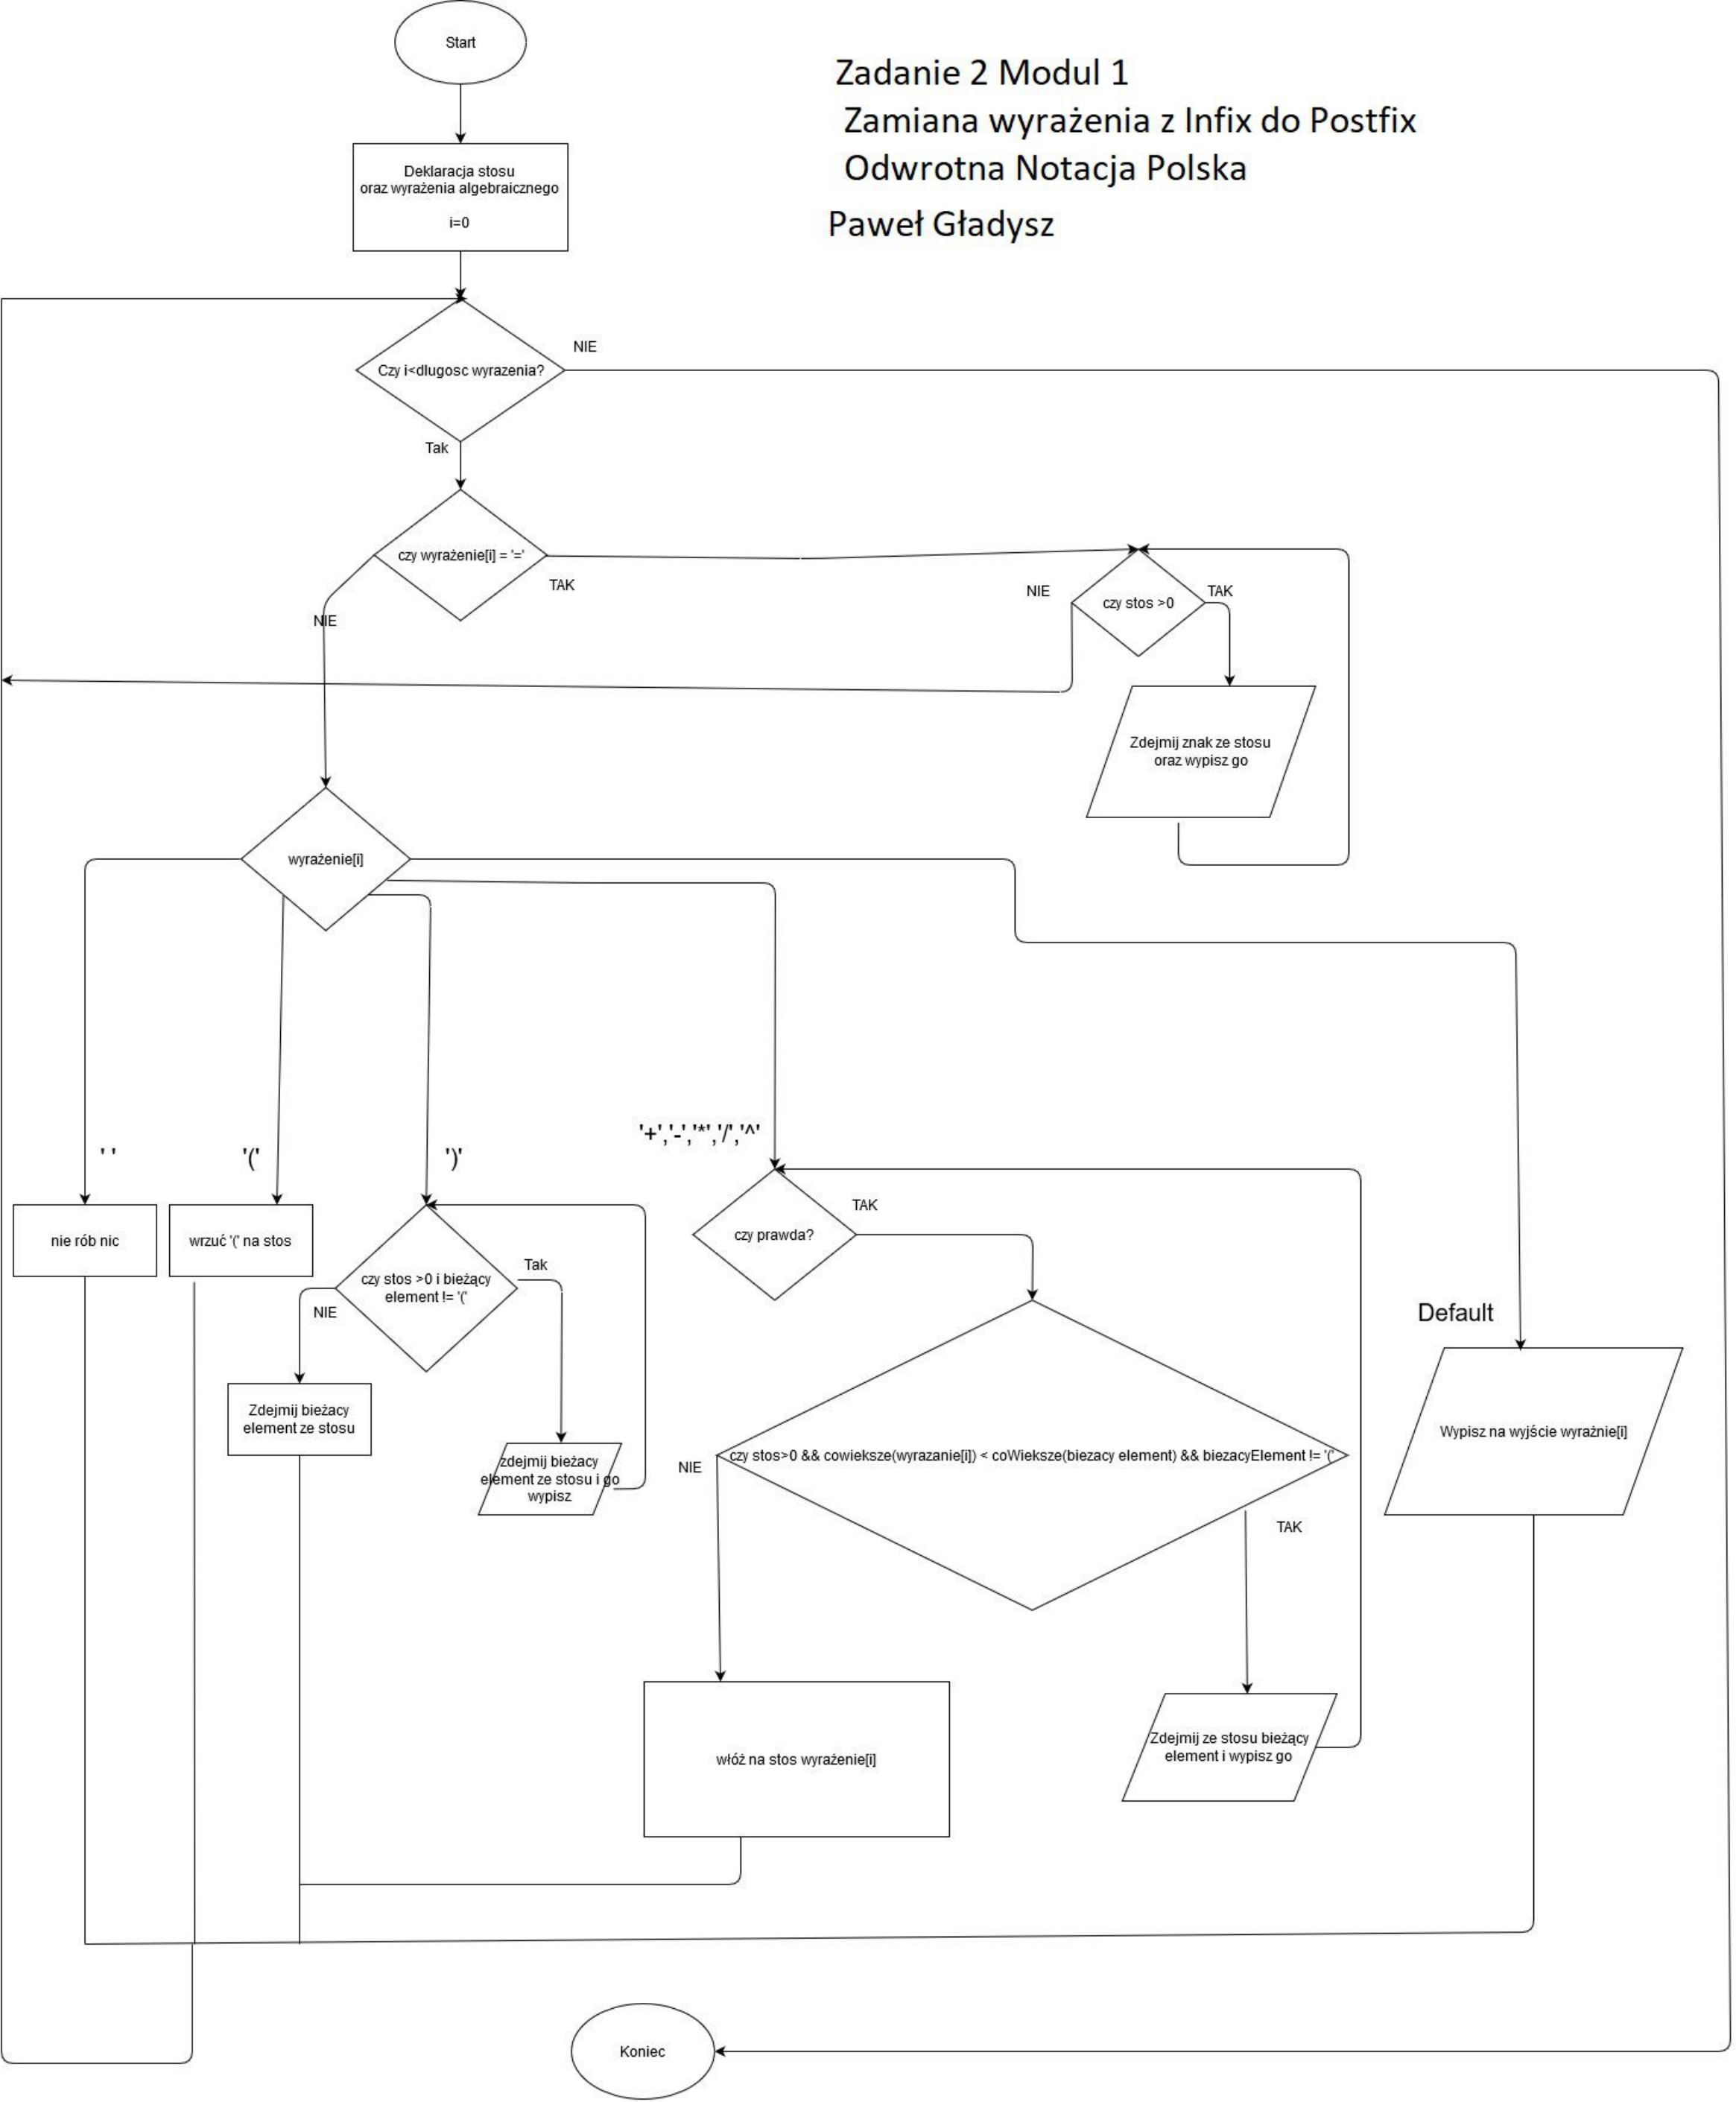 Start
Zadanie 2 Modul 1
Zamiana wyrażenia z Infix do Postfix
Odwrotna Notacja Polska
Paweł Gładysz
Deklaracja stosu
oraz wyrażenia algebraicznego
i=0
NIE
Czy i<dlugosc wyrazenia?
Tak
czy wyrażenie[i] = '='
TAK
NIE
NIE
TAK
czy stos >0
Zdejmij znak ze stosu
oraz wypisz go
wyrażenie[i]
' '
'('
')'
'+','-','*','/','^'
nie rób nic
wrzuć '(' na stos
czy stos >0 i bieżący
element != '('
Tak
NIE
Zdejmij bieżacy
element ze stosu
zdejmij bieżacy
element ze stosu i go
wypisz
czy prawda?
TAK
czy stos>0 && cowieksze(wyrazanie[i]) < coWieksze(biezacy element) && biezacyElement != '('
NIE
TAK
Default
Wypisz na wyjście wyrażnie[i]
włóż na stos wyrażenie[i]
Zdejmij ze stosu bieżący
element i wypisz go
Koniec